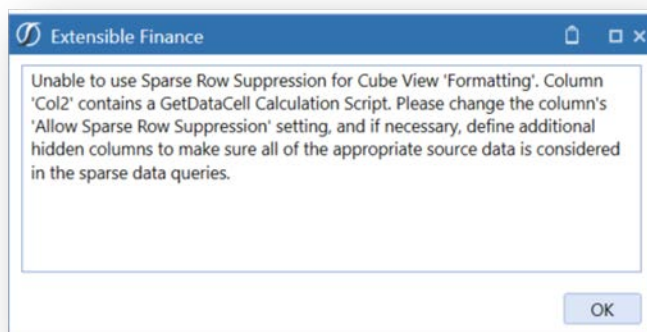 Extensible Finance
Unable to use Sparse Row Suppression for Cube View 'Formatting'. Column
'Col2' contains a GetDataCell Calculation Script. Please change the column's
'Allow Sparse Row Suppression' setting, and if necessary, define additional
hidden columns to make sure all of the appropriate source data is considered
in the sparse data queries.
OK